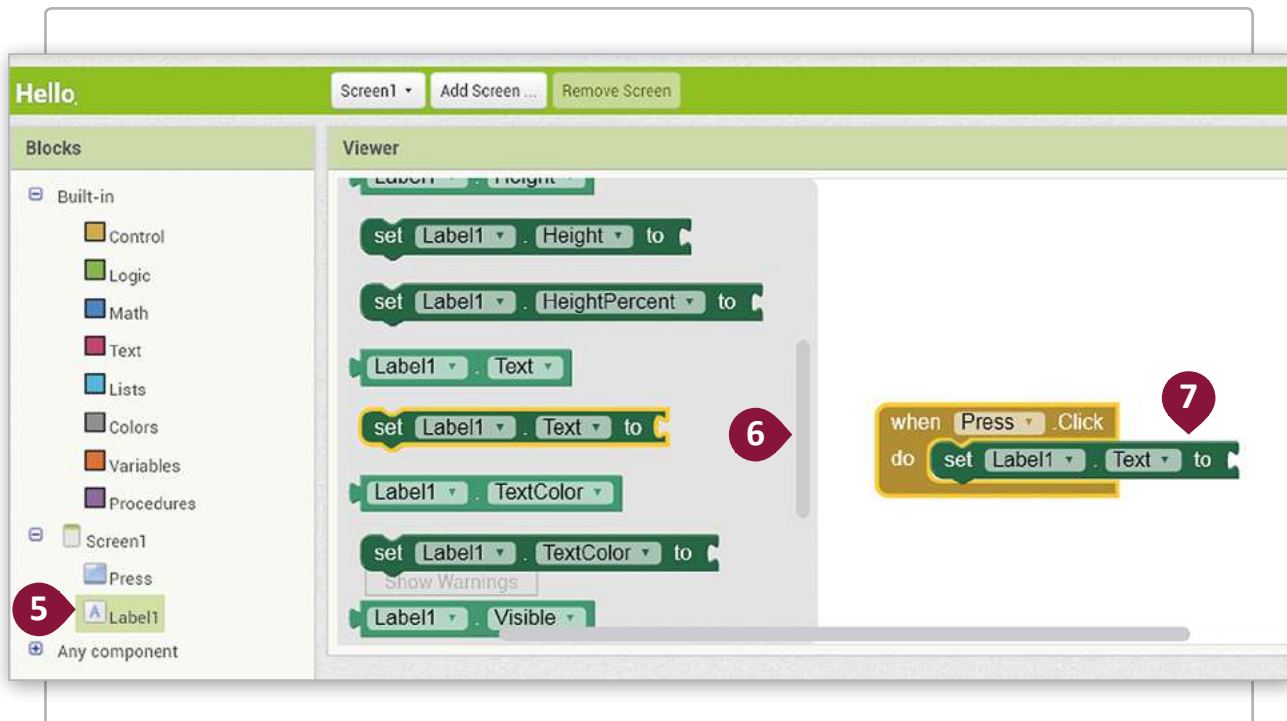 Hello
Screen1 Add Screen ... Remove Screen
Blocks
Built-in
Control
Logic
Math
Text
Lists
Colors
Variables
Procedures
Screen1
Press
5
Label1
Any component
Viewer
Label1 . Height
set Label1 . Height to
set Label1 . HeightPercent to
Label1 . Text
set Label1 . Text to
6
Label1 . TextColor
set Label1 . TextColor to
Show Warnings
Label1 . Visible
7
when Press .Click
do set Label1 . Text to